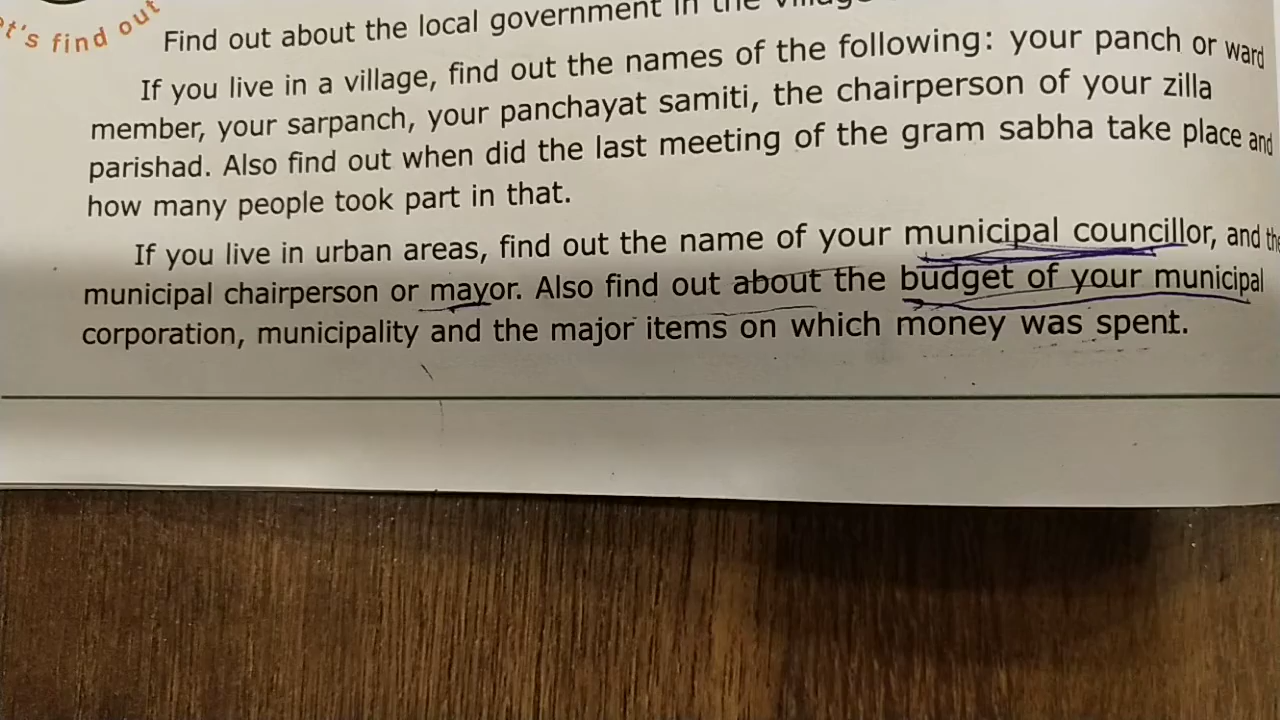 t's find out
Find out about the local government in the village
If you live in a village, find out the names of the following: your panch or ward
member, your sarpanch, your panchayat samiti, the chairperson of your zilla
parishad. Also find out when did the last meeting of the gram sabha take place and
how many people took part in that.
If you live in urban areas, find out the name of your municipal councillor, and the
municipal chairperson or mayor. Also find out about the budget of your municipal
corporation, municipality and the major items on which money was spent.